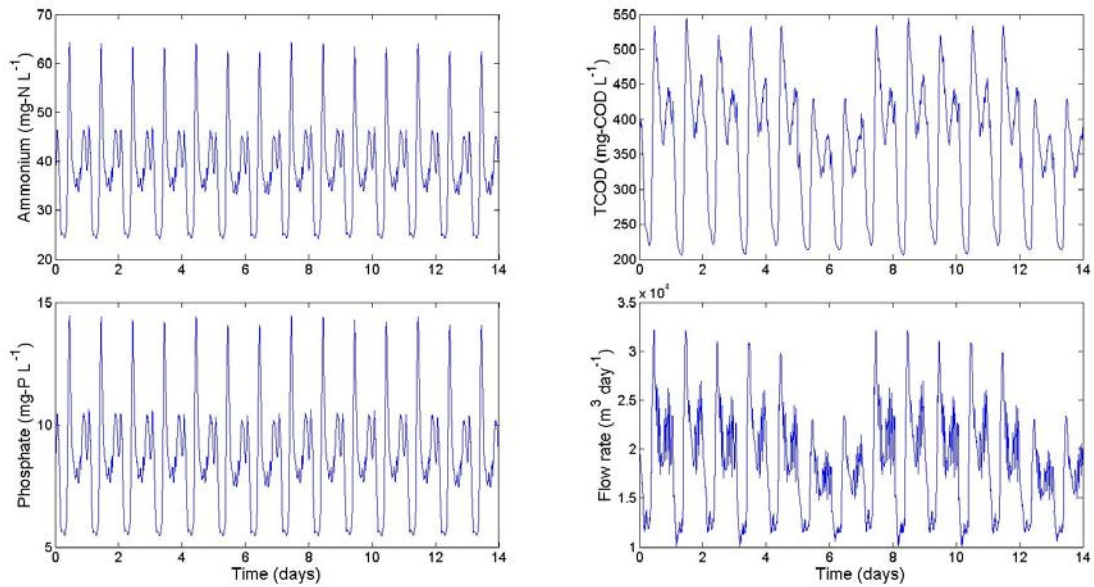 70
60
50
40
30
20
Ammonium (mg-N L-1)
0 2 4 6 8 10 12 14
550
500
450
400
350
300
250
200
TCOD (mg-COD L-1)
0 2 4 6 8 10 12 14
15
10
5
Phosphate (mg-P L-1)
0 2 4 6 8 10 12 14
Time (days)
x 10^4
3.5
3
2.5
2
1.5
1
Flow rate (m3 day-1)
0 2 4 6 8 10 12 14
Time (days)